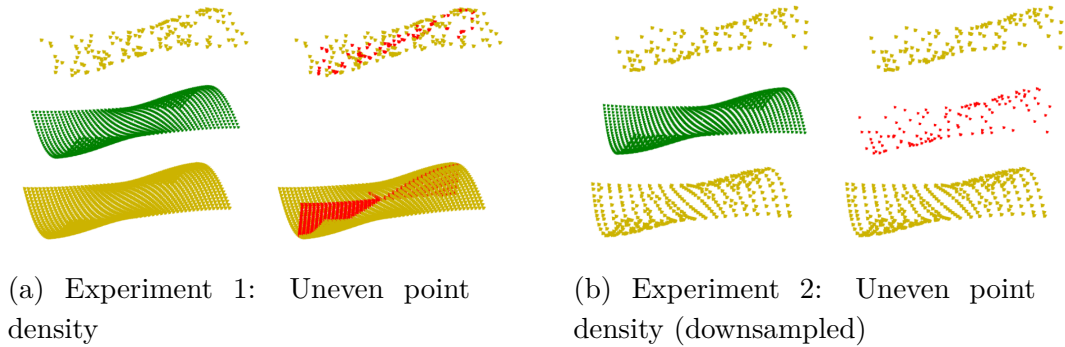 (a) Experiment 1: Uneven point
density
(b) Experiment 2: Uneven point
density (downsampled)